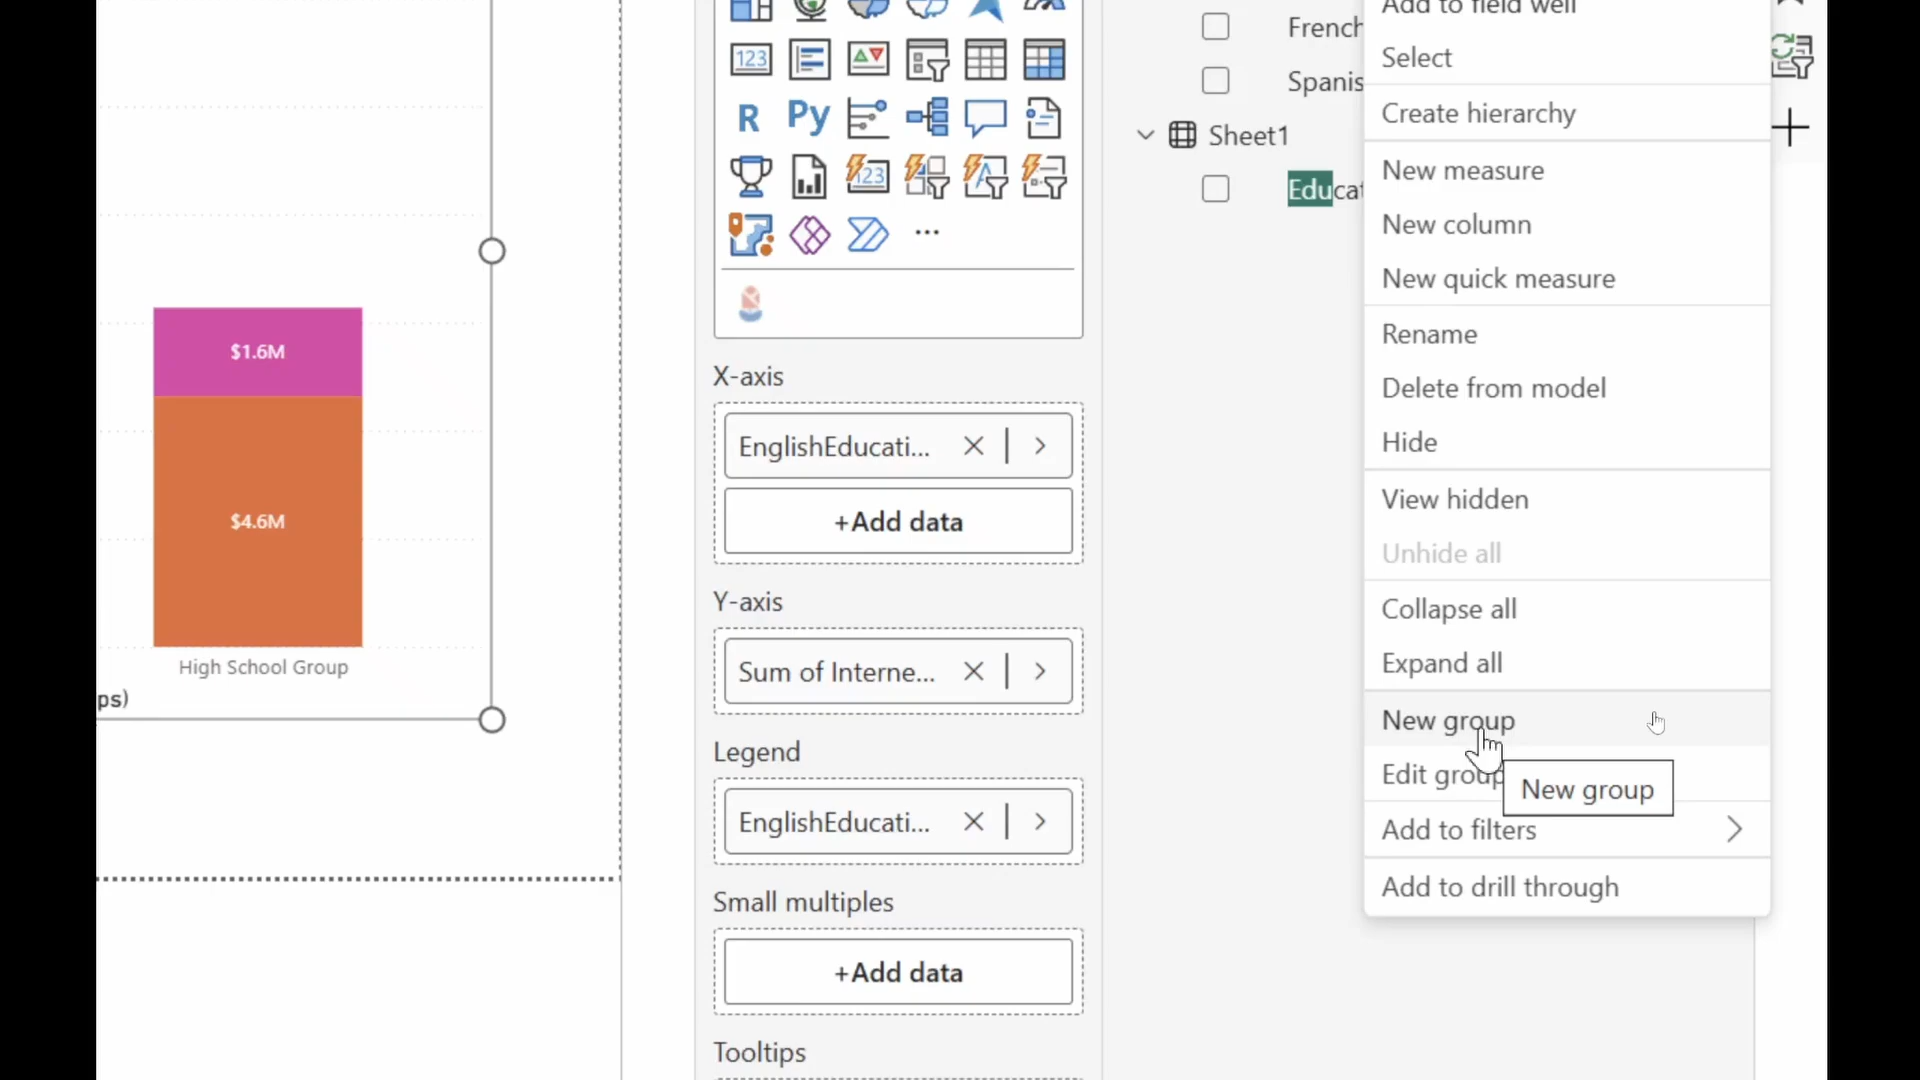 $1.6M
$4.6M
High School Group
ps)
123
R
Py
123
...
X-axis
EnglishEducati...
+Add data
Y-axis
Sum of Interne...
Legend
EnglishEducati...
Small multiples
+Add data
Tooltips
French
Spanis
Sheet1
Educat
Add to field well
Select
Create hierarchy
New measure
New column
New quick measure
Rename
Delete from model
Hide
View hidden
Unhide all
Collapse all
Expand all
New group
Edit group
New group
Add to filters
Add to drill through